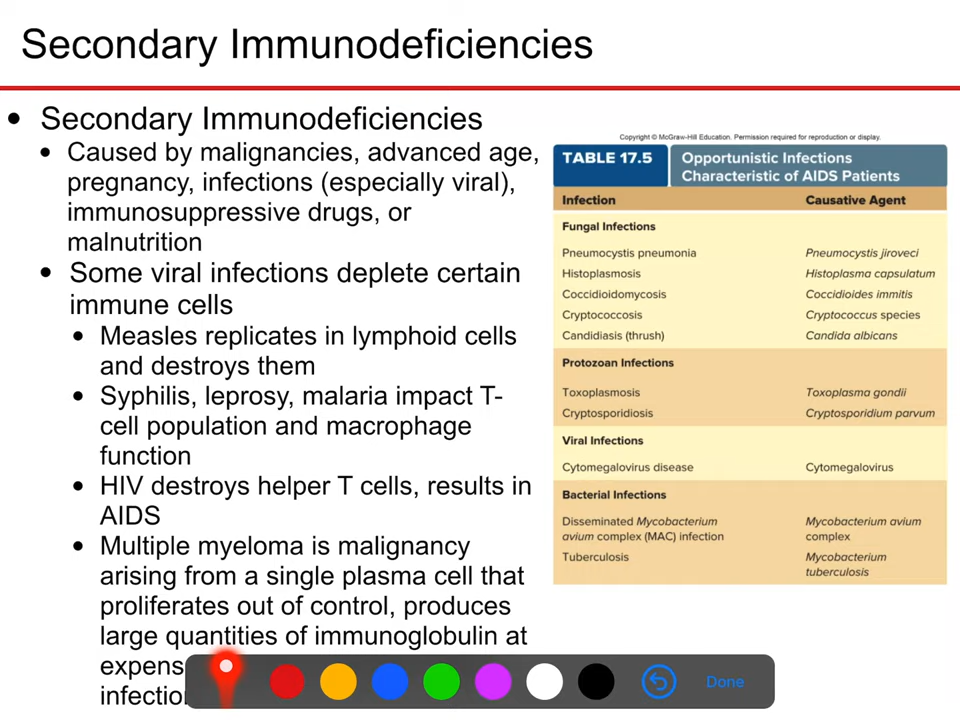 Secondary Immunodeficiencies
• Secondary Immunodeficiencies
• Caused by malignancies, advanced age,
pregnancy, infections (especially viral),
immunosuppressive drugs, or
malnutrition
• Some viral infections deplete certain
immune cells
• Measles replicates in lymphoid cells
and destroys them
• Syphilis, leprosy, malaria impact T-
cell population and macrophage
function
• HIV destroys helper T cells, results in
AIDS
• Multiple myeloma is malignancy
arising from a single plasma cell that
proliferates out of control, produces
large quantities of immunoglobulin at
Copyright © McGraw-Hill Education. Permission required for reproduction or display.
TABLE 17.5 Opportunistic Infections
Characteristic of AIDS Patients
Infection Causative Agent
Fungal Infections
Pneumocystis pneumonia Pneumocystis jiroveci
Histoplasmosis Histoplasma capsulatum
Coccidioidomycosis Coccidioides immitis
Cryptococcosis Cryptococcus species
Candidiasis (thrush) Candida albicans
Protozoan Infections
Toxoplasmosis Toxoplasma gondii
Cryptosporidiosis Cryptosporidium parvum
Viral Infections
Cytomegalovirus disease Cytomegalovirus
Bacterial Infections
Disseminated Mycobacterium Mycobacterium avium
avium complex (MAC) infection complex
Tuberculosis Mycobacterium
tuberculosis
Done